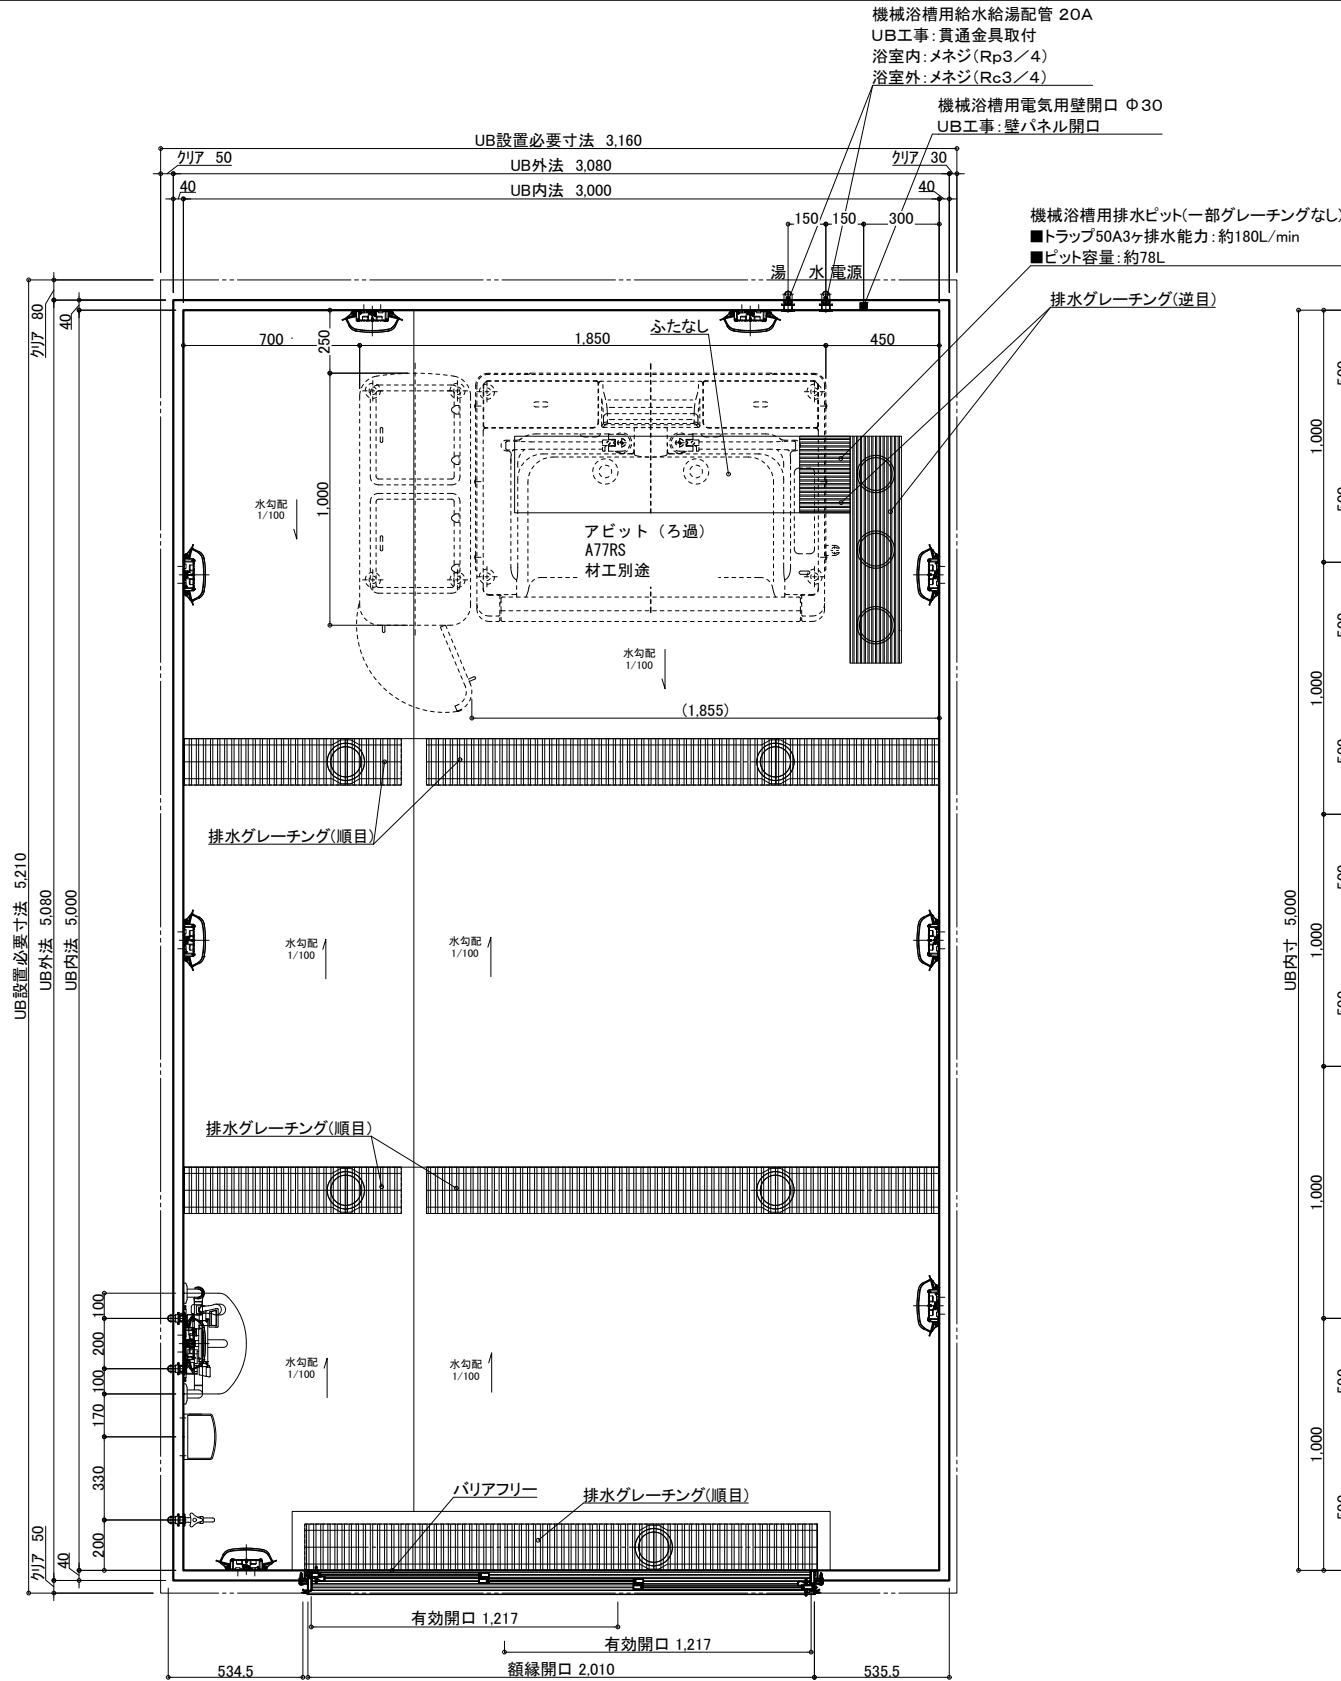 機械浴槽用給水給湯配管 20A
UB工事:貫通金具取付
浴室内:メネジ(Rp3／4)
浴室外:メネジ(Rc3／4)
機械浴槽用電気用壁開口 Φ30
UB工事:壁パネル開口
UB設置必要寸法 3,160
クリア 50
UB外法 3,080
クリア 30
40
UB内法 3,000
40
150
150
300
機械浴槽用排水ピット(一部グレーチングなし)
■トラップ50A3ヶ排水能力:約180L/min
■ピット容量:約78L
湯
水
電源
排水グレーチング(逆目)
クリア 80
40
700
250
1,850
450
ふたなし
1,000
水勾配
1/100
アビット（ろ過）
A77RS
材工別途
水勾配
1/100
(1,855)
排水グレーチング(順目)
UB設置必要寸法 5,210
UB外法 5,080
UB内法 5,000
水勾配
1/100
水勾配
1/100
排水グレーチング(順目)
100
200
100
170
330
200
水勾配
1/100
水勾配
1/100
バリアフリー
排水グレーチング(順目)
クリア 50
40
有効開口 1,217
有効開口 1,217
534.5
額縁開口 2,010
535.5
UB内寸 5,000
1,000
1,000
1,000
1,000
1,000